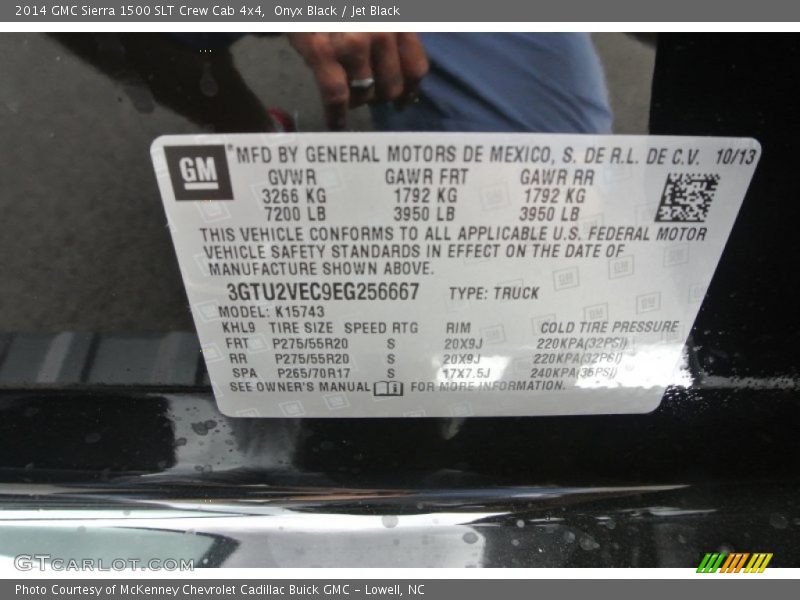 2014 GMC Sierra 1500 SLT Crew Cab 4x4, Onyx Black / Jet Black
GM ® MFD BY GENERAL MOTORS DE MEXICO, S. DE R.L. DE C.V. 10/13
GVWR GAWR FRT GAWR RR
3266 KG 1792 KG 1792 KG
7200 LB 3950 LB 3950 LB
THIS VEHICLE CONFORMS TO ALL APPLICABLE U.S. FEDERAL MOTOR
VEHICLE SAFETY STANDARDS IN EFFECT ON THE DATE OF
MANUFACTURE SHOWN ABOVE.
3GTU2VEC9EG256667 TYPE: TRUCK
MODEL: K15743
KHL9 TIRE SIZE SPEED RTG RIM COLD TIRE PRESSURE
FRT P275/55R20 S 20X9J 220KPA(32PSI)
RR P275/55R20 S 20X9J 220KPA(32PSI)
SPA P265/70R17 S 17X7.5J 240KPA(35PSI)
SEE OWNER'S MANUAL FOR MORE INFORMATION.
GTCARLOT.COM
Photo Courtesy of McKenney Chevrolet Cadillac Buick GMC – Lowell, NC